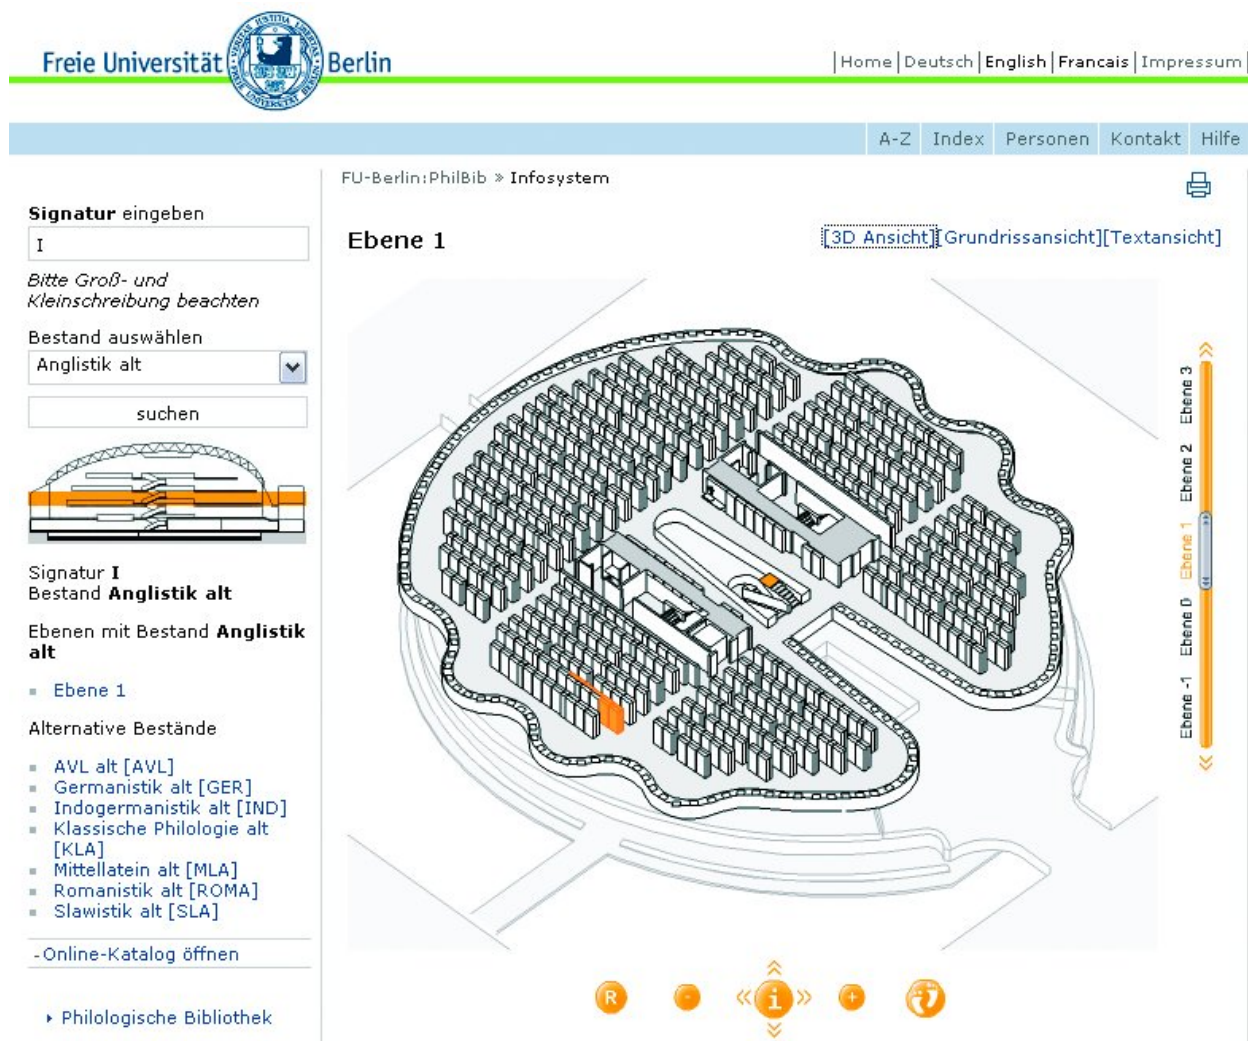 Freie Universität Berlin
Home Deutsch English Francais Impressum
A-Z Index Personen Kontakt Hilfe
FU-Berlin:PhilBib » Infosystem
Signatur eingeben
I
Bitte Groß- und
Kleinschreibung beachten
Bestand auswählen
Anglistik alt
suchen
Signatur I
Bestand Anglistik alt
Ebenen mit Bestand Anglistik
alt
Ebene 1
Alternative Bestände
AVL alt [AVL]
Germanistik alt [GER]
Indogermanistik alt [IND]
Klassische Philologie alt
[KLA]
Mittellatein alt [MLA]
Romanistik alt [ROMA]
Slawistik alt [SLA]
-Online-Katalog öffnen
Philologische Bibliothek
Ebene 1
[3D Ansicht][Grundrissansicht][Textansicht]
Ebene 3
Ebene 2
Ebene 1
Ebene 0
Ebene -1
R - i +